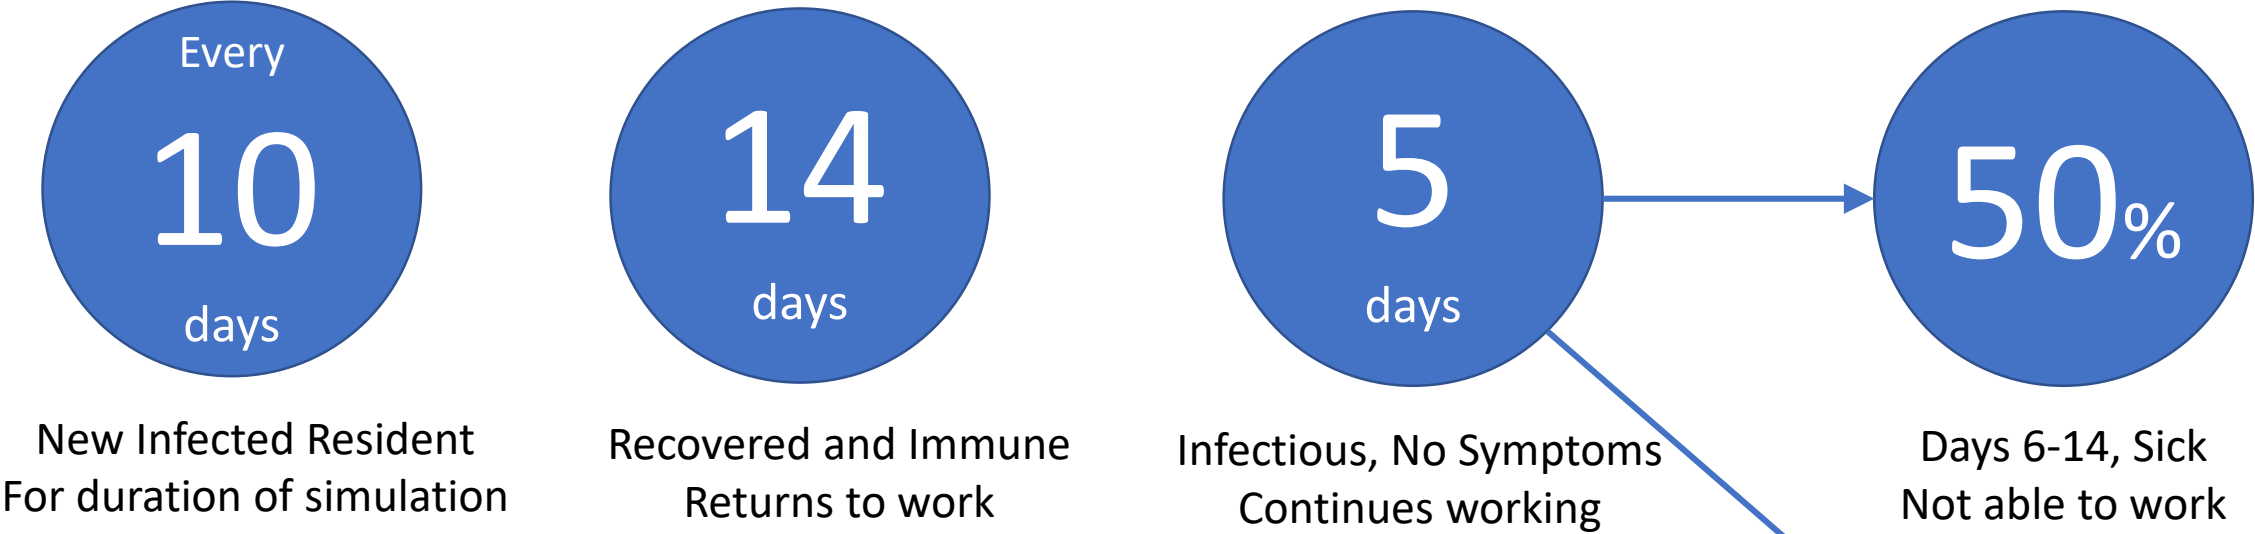 Every
10
days
New Infected Resident
For duration of simulation
14
days
Recovered and Immune
Returns to work
5
days
Infectious, No Symptoms
Continues working
50%
Days 6-14, Sick
Not able to work